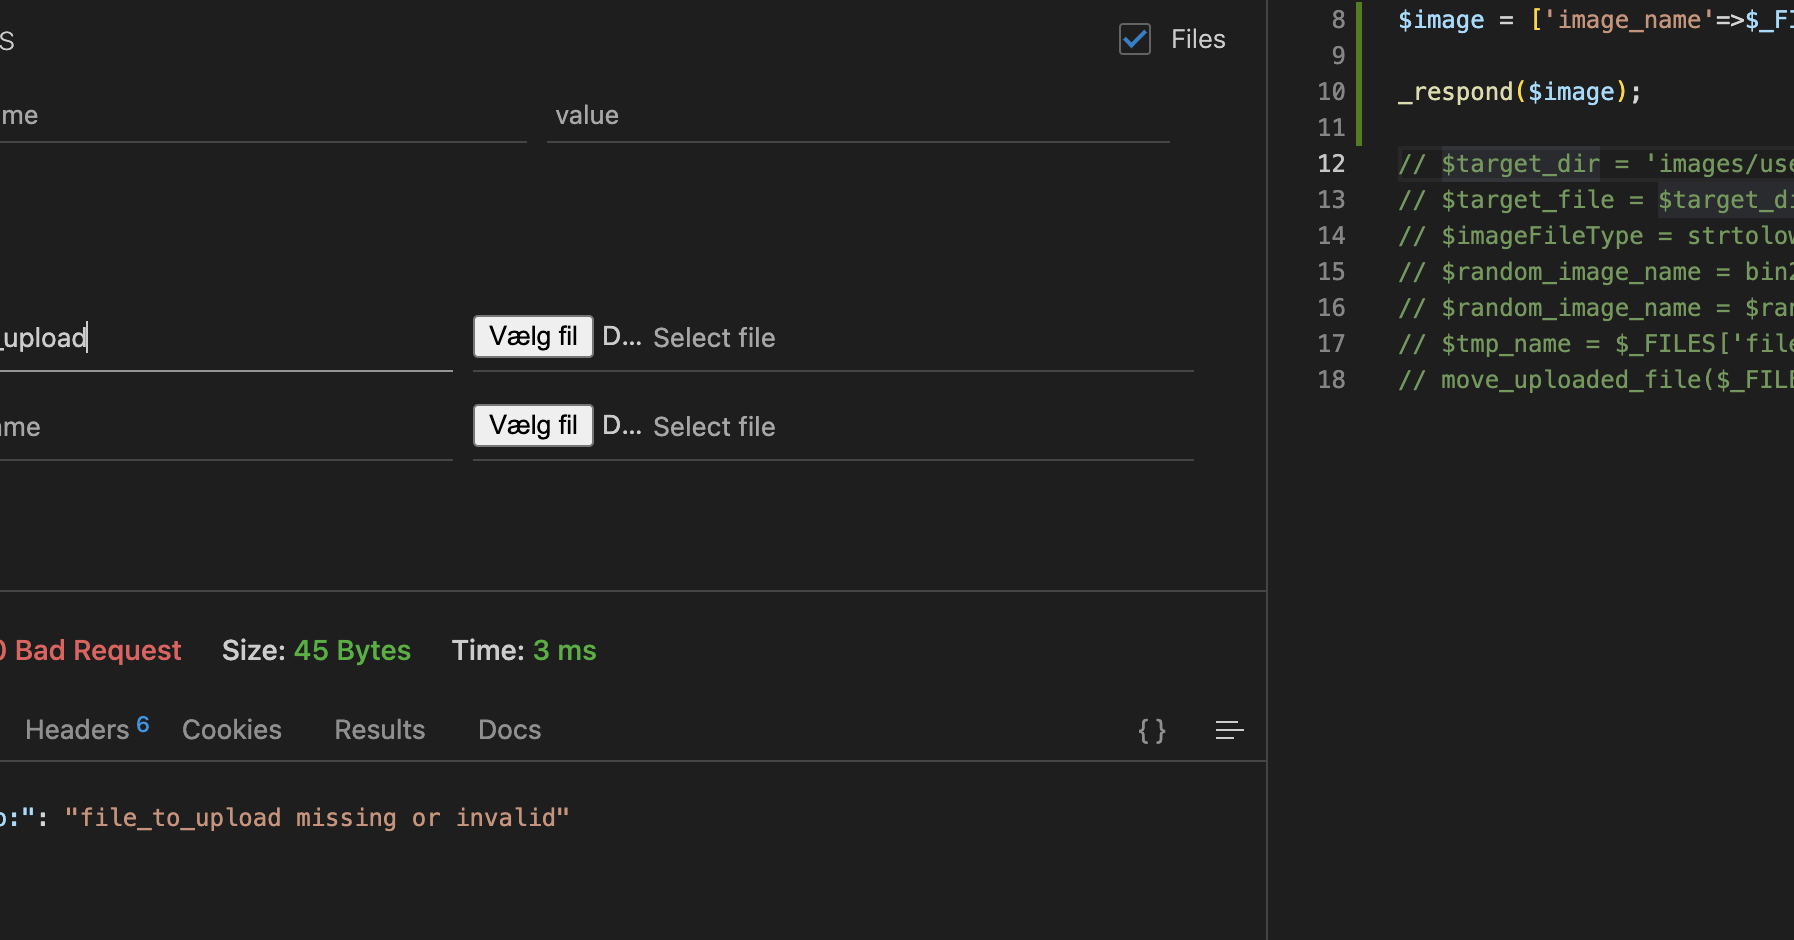 S
Files
me
value
_upload
Vælg fil D... Select file
ame
Vælg fil D... Select file
0 Bad Request Size: 45 Bytes Time: 3 ms
Headers 6 Cookies Results Docs { }
o:": "file_to_upload missing or invalid"
8 $image = ['image_name'=>$_FI
9
10 _respond($image);
11
12 // $target_dir = 'images/use
13 // $target_file = $target_di
14 // $imageFileType = strtolow
15 // $random_image_name = bin2
16 // $random_image_name = $ran
17 // $tmp_name = $_FILES['file
18 // move_uploaded_file($_FILE